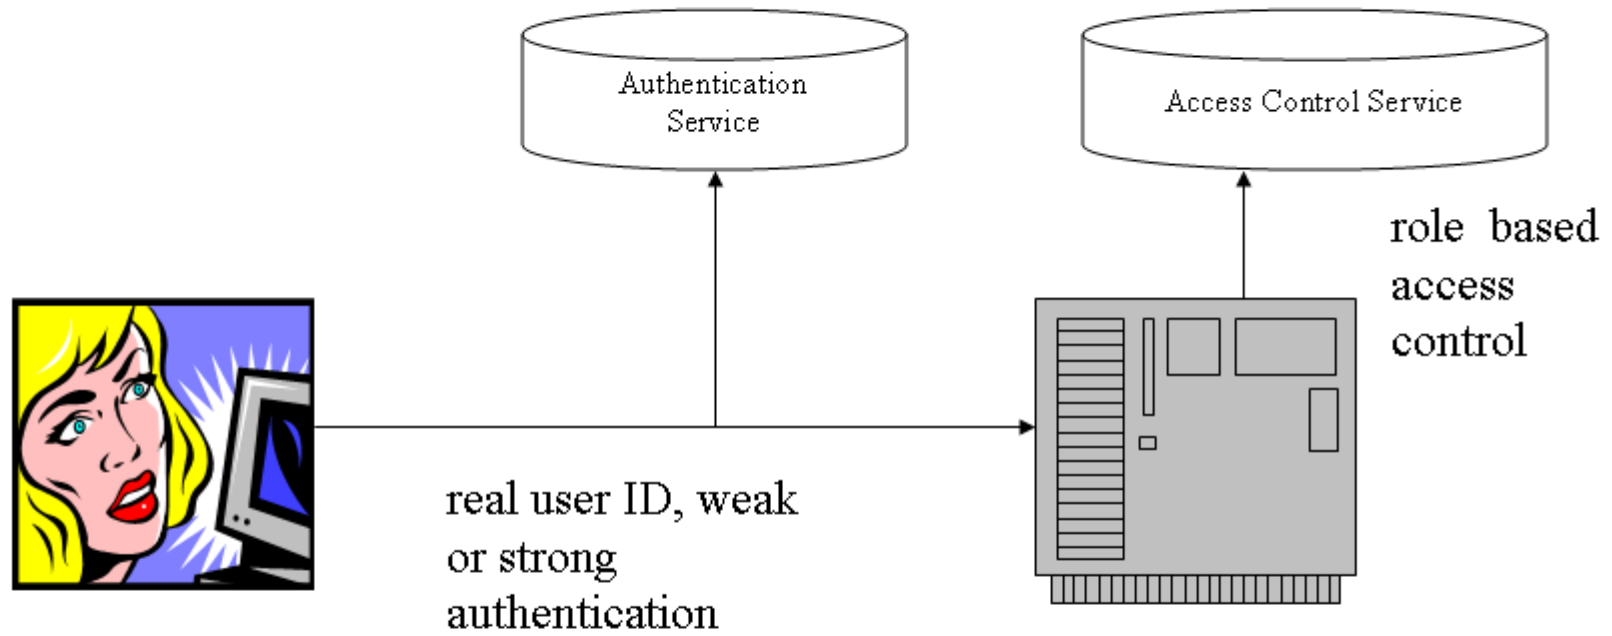 Authentication
Service
Access Control Service
role based
access
control
real user ID, weak
or strong
authentication